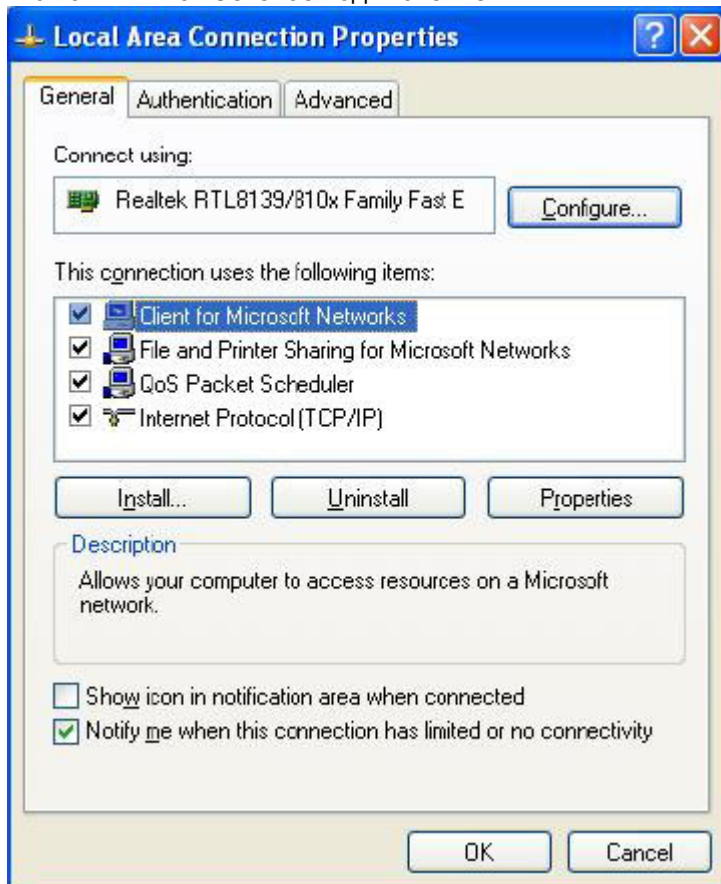 Local Area Connection Properties
General Authentication Advanced
Connect using:
Realtek RTL8139/810x Family Fast E
Configure...
This connection uses the following items:
Client for Microsoft Networks
File and Printer Sharing for Microsoft Networks
QoS Packet Scheduler
Internet Protocol (TCP/IP)
Install... Uninstall Properties
Description
Allows your computer to access resources on a Microsoft
network.
Show icon in notification area when connected
Notify me when this connection has limited or no connectivity
OK Cancel